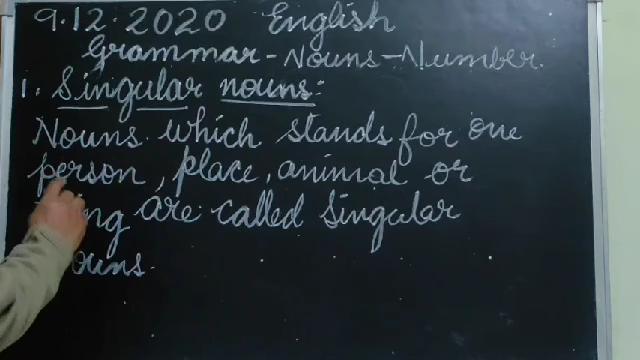 9.12.2020 English
Grammar - Nouns - Number.
1. Singular nouns:
Nouns which stands for one
person, place, animal or
are called singular